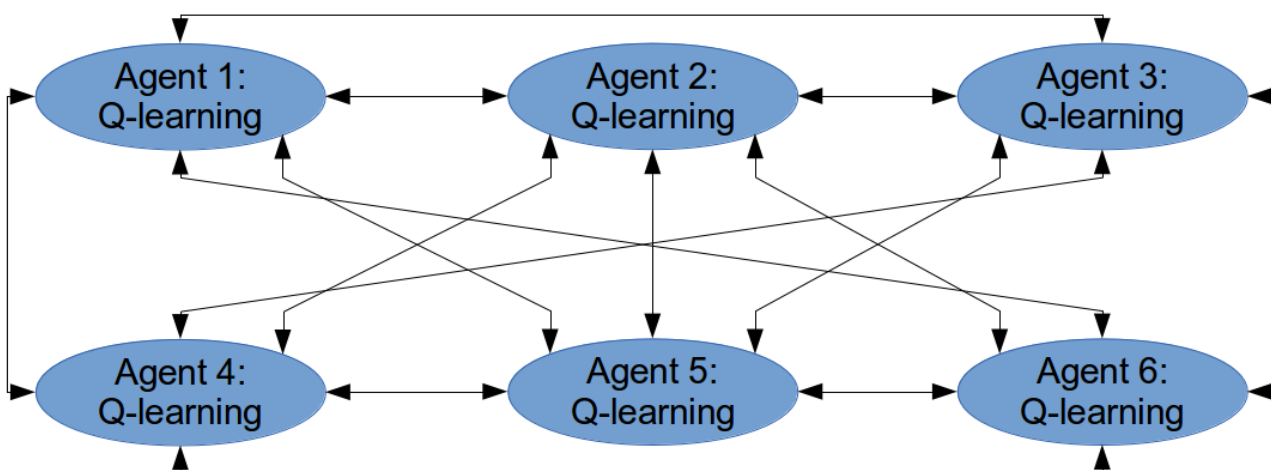 Agent 1:
Q-learning
Agent 2:
Q-learning
Agent 3:
Q-learning
Agent 4:
Q-learning
Agent 5:
Q-learning
Agent 6:
Q-learning